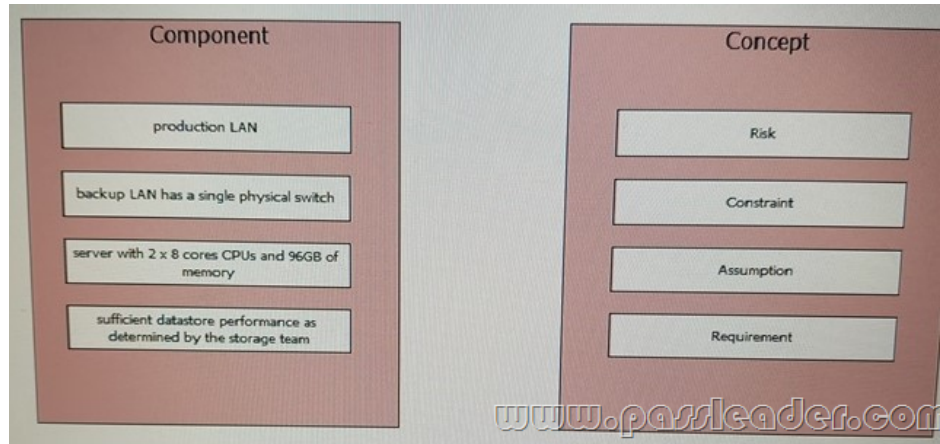 Component
production LAN
backup LAN has a single physical switch
server with 2 x 8 cores CPUs and 96GB of
memory
sufficient datastore performance as
determined by the storage team
Concept
Risk
Constraint
Assumption
Requirement
www.passleader.com